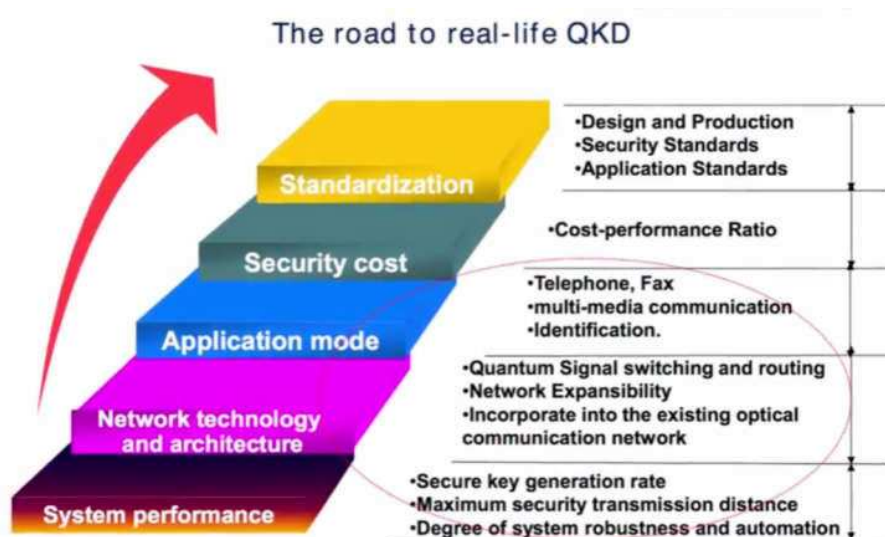 The road to real-life QKD
Standardization
•Design and Production
•Security Standards
•Application Standards
Security cost
•Cost-performance Ratio
Application mode
•Telephone, Fax
•multi-media communication
•Identification.
Network technology
and architecture
•Quantum Signal switching and routing
•Network Expansibility
•Incorporate into the existing optical
communication network
System performance
•Secure key generation rate
•Maximum security transmission distance
•Degree of system robustness and automation